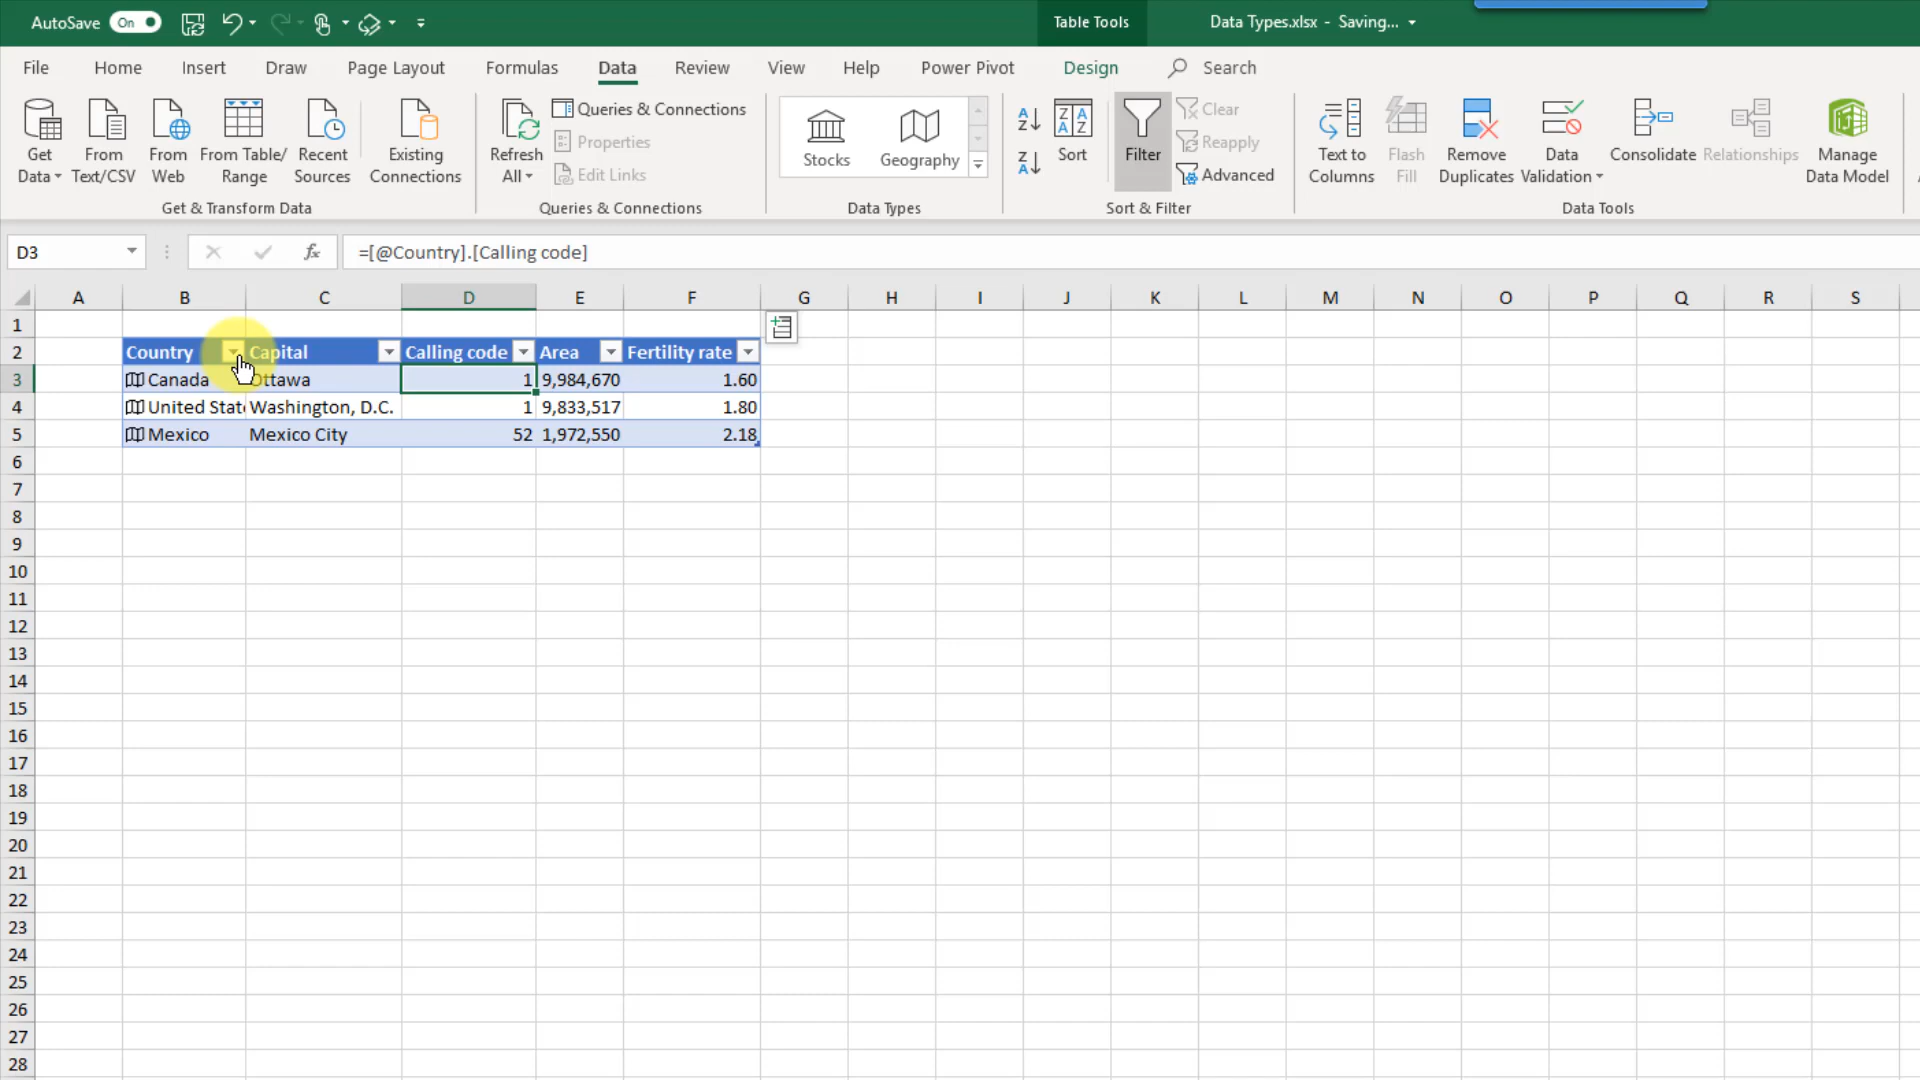 AutoSave On Table Tools Data Types.xlsx - Saving...
File Home Insert Draw Page Layout Formulas Data Review View Help Power Pivot Design Search
Get Data From Text/CSV From Web From Table/ Range Recent Sources Existing Connections
Get & Transform Data
Refresh All Queries & Connections
Properties
Edit Links
Queries & Connections
Stocks Geography
Data Types
Sort Filter Clear
Reapply
Advanced
Sort & Filter
Text to Columns Flash Fill Remove Duplicates Data Validation Consolidate Relationships Manage Data Model
Data Tools
D3 fx =[@Country].[Calling code]
A B C D E F G H I J K L M N O P Q R S
1
2 Country Capital Calling code Area Fertility rate
3 Canada Ottawa 1 9,984,670 1.60
4 United State Washington, D.C. 1 9,833,517 1.80
5 Mexico Mexico City 52 1,972,550 2.18
6
7
8
9
10
11
12
13
14
15
16
17
18
19
20
21
22
23
24
25
26
27
28